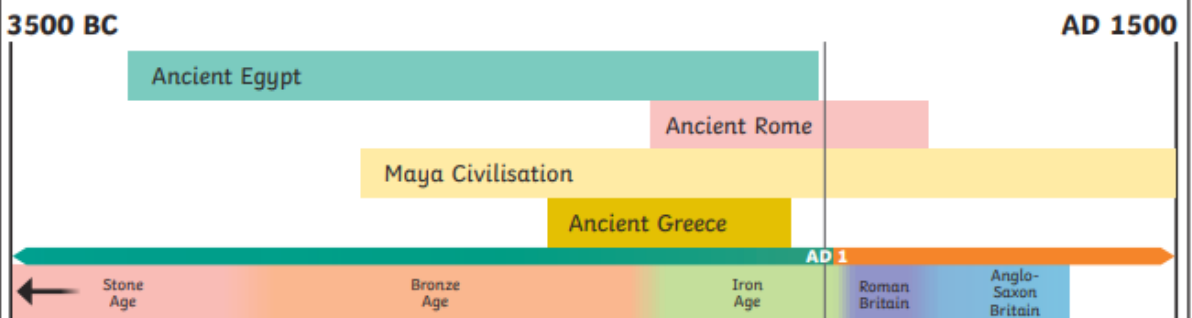 3500 BC
AD 1500
Ancient Egypt
Ancient Rome
Maya Civilisation
Ancient Greece
AD 1
Stone
Age
Bronze
Age
Iron
Age
Roman
Britain
Anglo-
Saxon
Britain